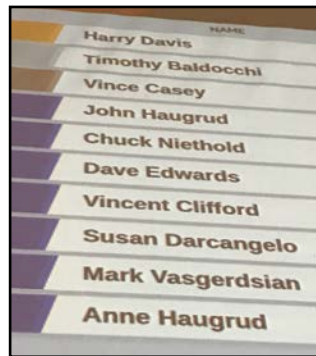 NAME
Harry Davis
Timothy Baldocchi
Vince Casey
John Haugrud
Chuck Niethold
Dave Edwards
Vincent Clifford
Susan Darcangelo
Mark Vasgerdsian
Anne Haugrud